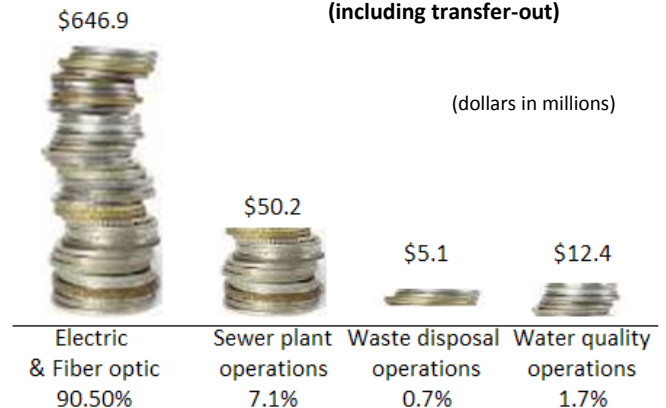 (including transfer-out)
$646.9
(dollars in millions)
$50.2
$5.1
$12.4
Electric
& Fiber optic
90.50%
Sewer plant
operations
7.1%
Waste disposal
operations
0.7%
Water quality
operations
1.7%